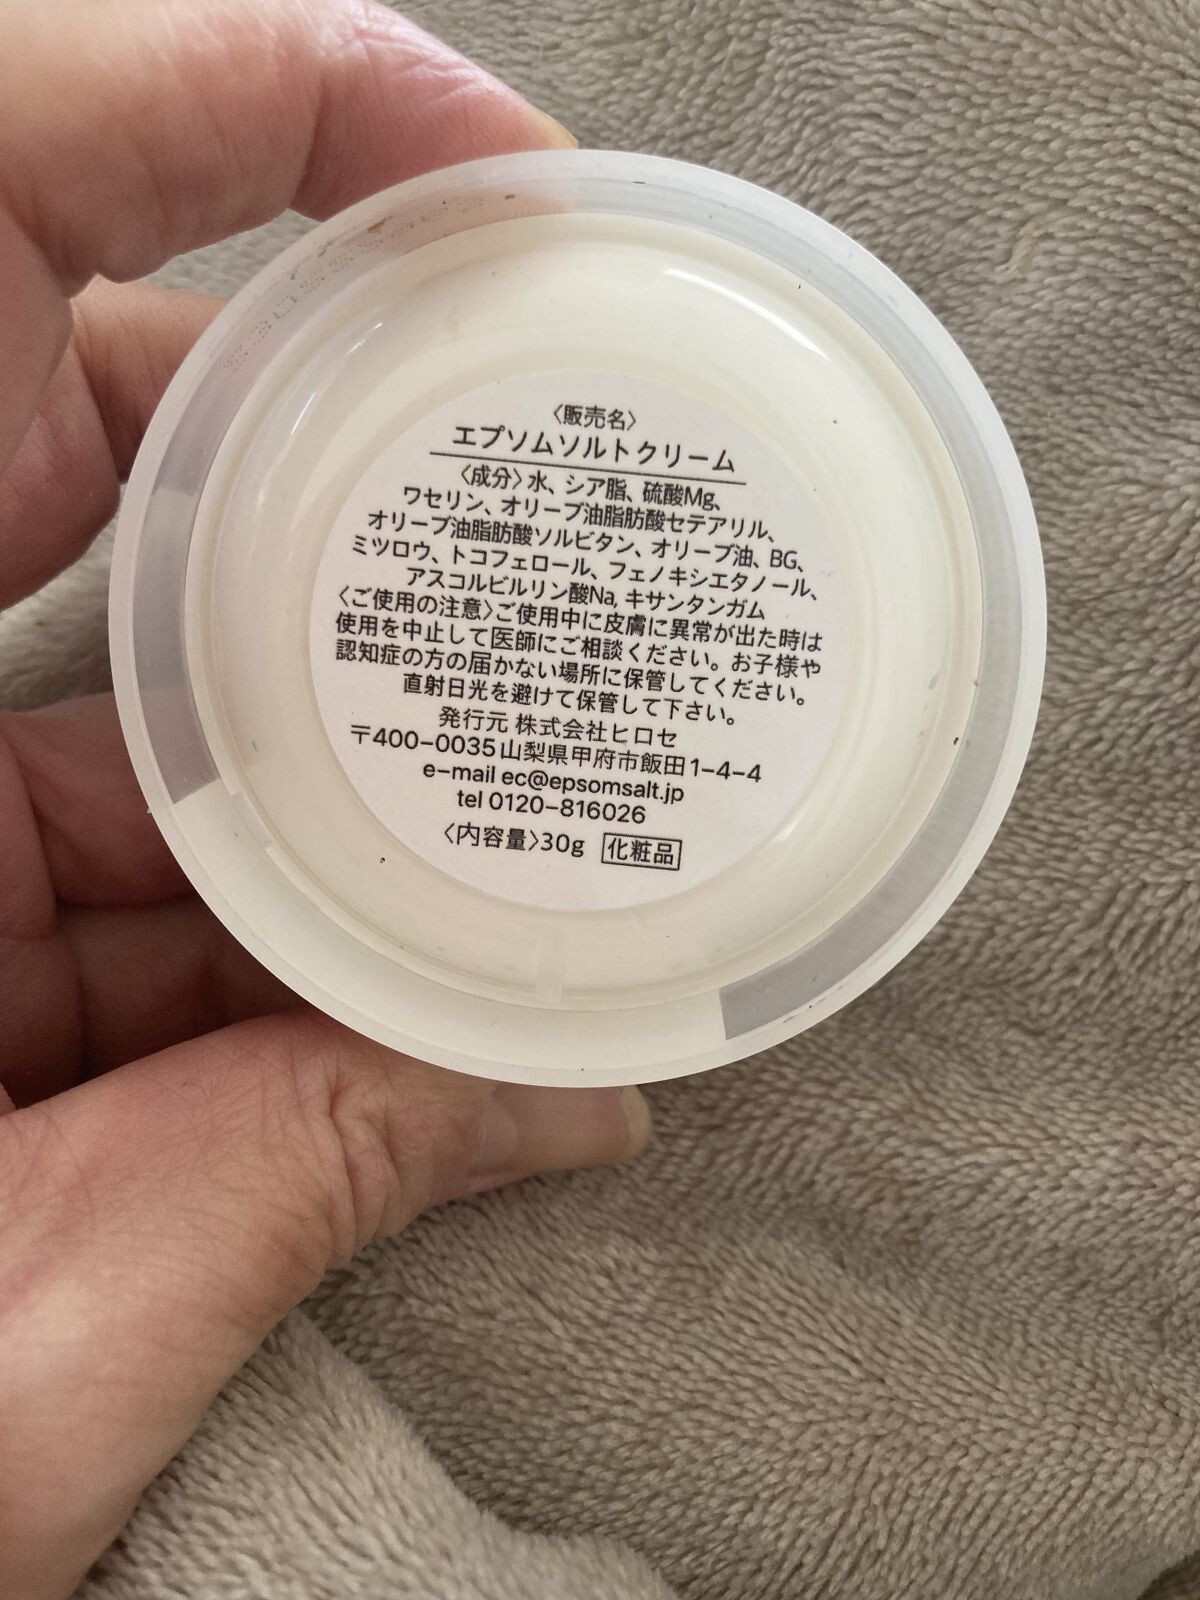 〈販売名〉
エプソムソルトクリーム
〈成分〉水、シア脂、硫酸Mg、
ワセリン、オリーブ油脂肪酸セテアリル、
オリーブ油脂肪酸ソルビタン、オリーブ油、BG、
ミツロウ、トコフェロール、フェノキシエタノール、
アスコルビルリン酸Na, キサンタンガム
〈ご使用の注意〉ご使用中に皮膚に異常が出た時は
使用を中止して医師にご相談ください。お子様や
認知症の方の届かない場所に保管してください。
直射日光を避けて保管して下さい。
発行元 株式会社ヒロセ
〒400-0035山梨県甲府市飯田1-4-4
e-mail ec@epsomsalt.jp
tel 0120-816026
〈内容量〉30g 化粧品